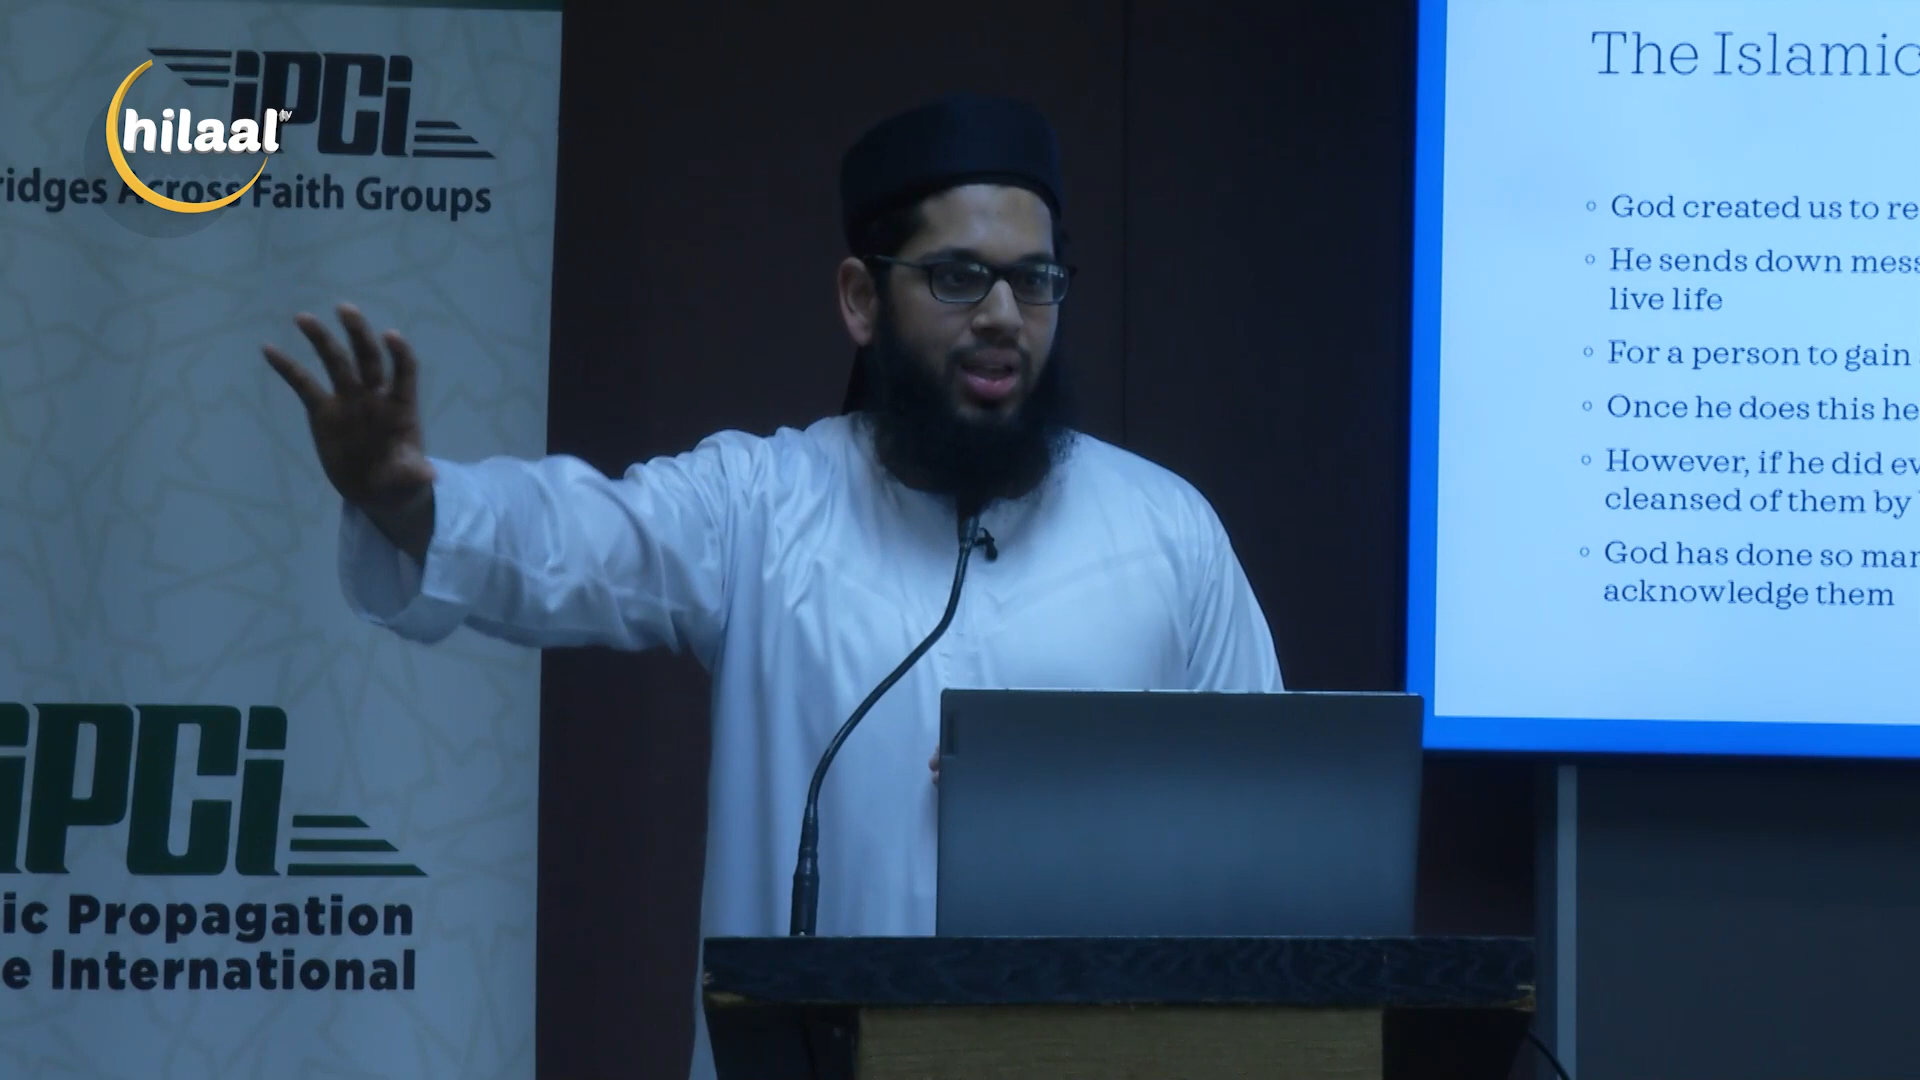 iPCi
hilaal tv
ridges Across Faith Groups
iPCi
ic Propagation
e International
The Islamic
God created us to re
He sends down mess
live life
For a person to gain
Once he does this he
However, if he did ev
cleansed of them by
God has done so mar
acknowledge them